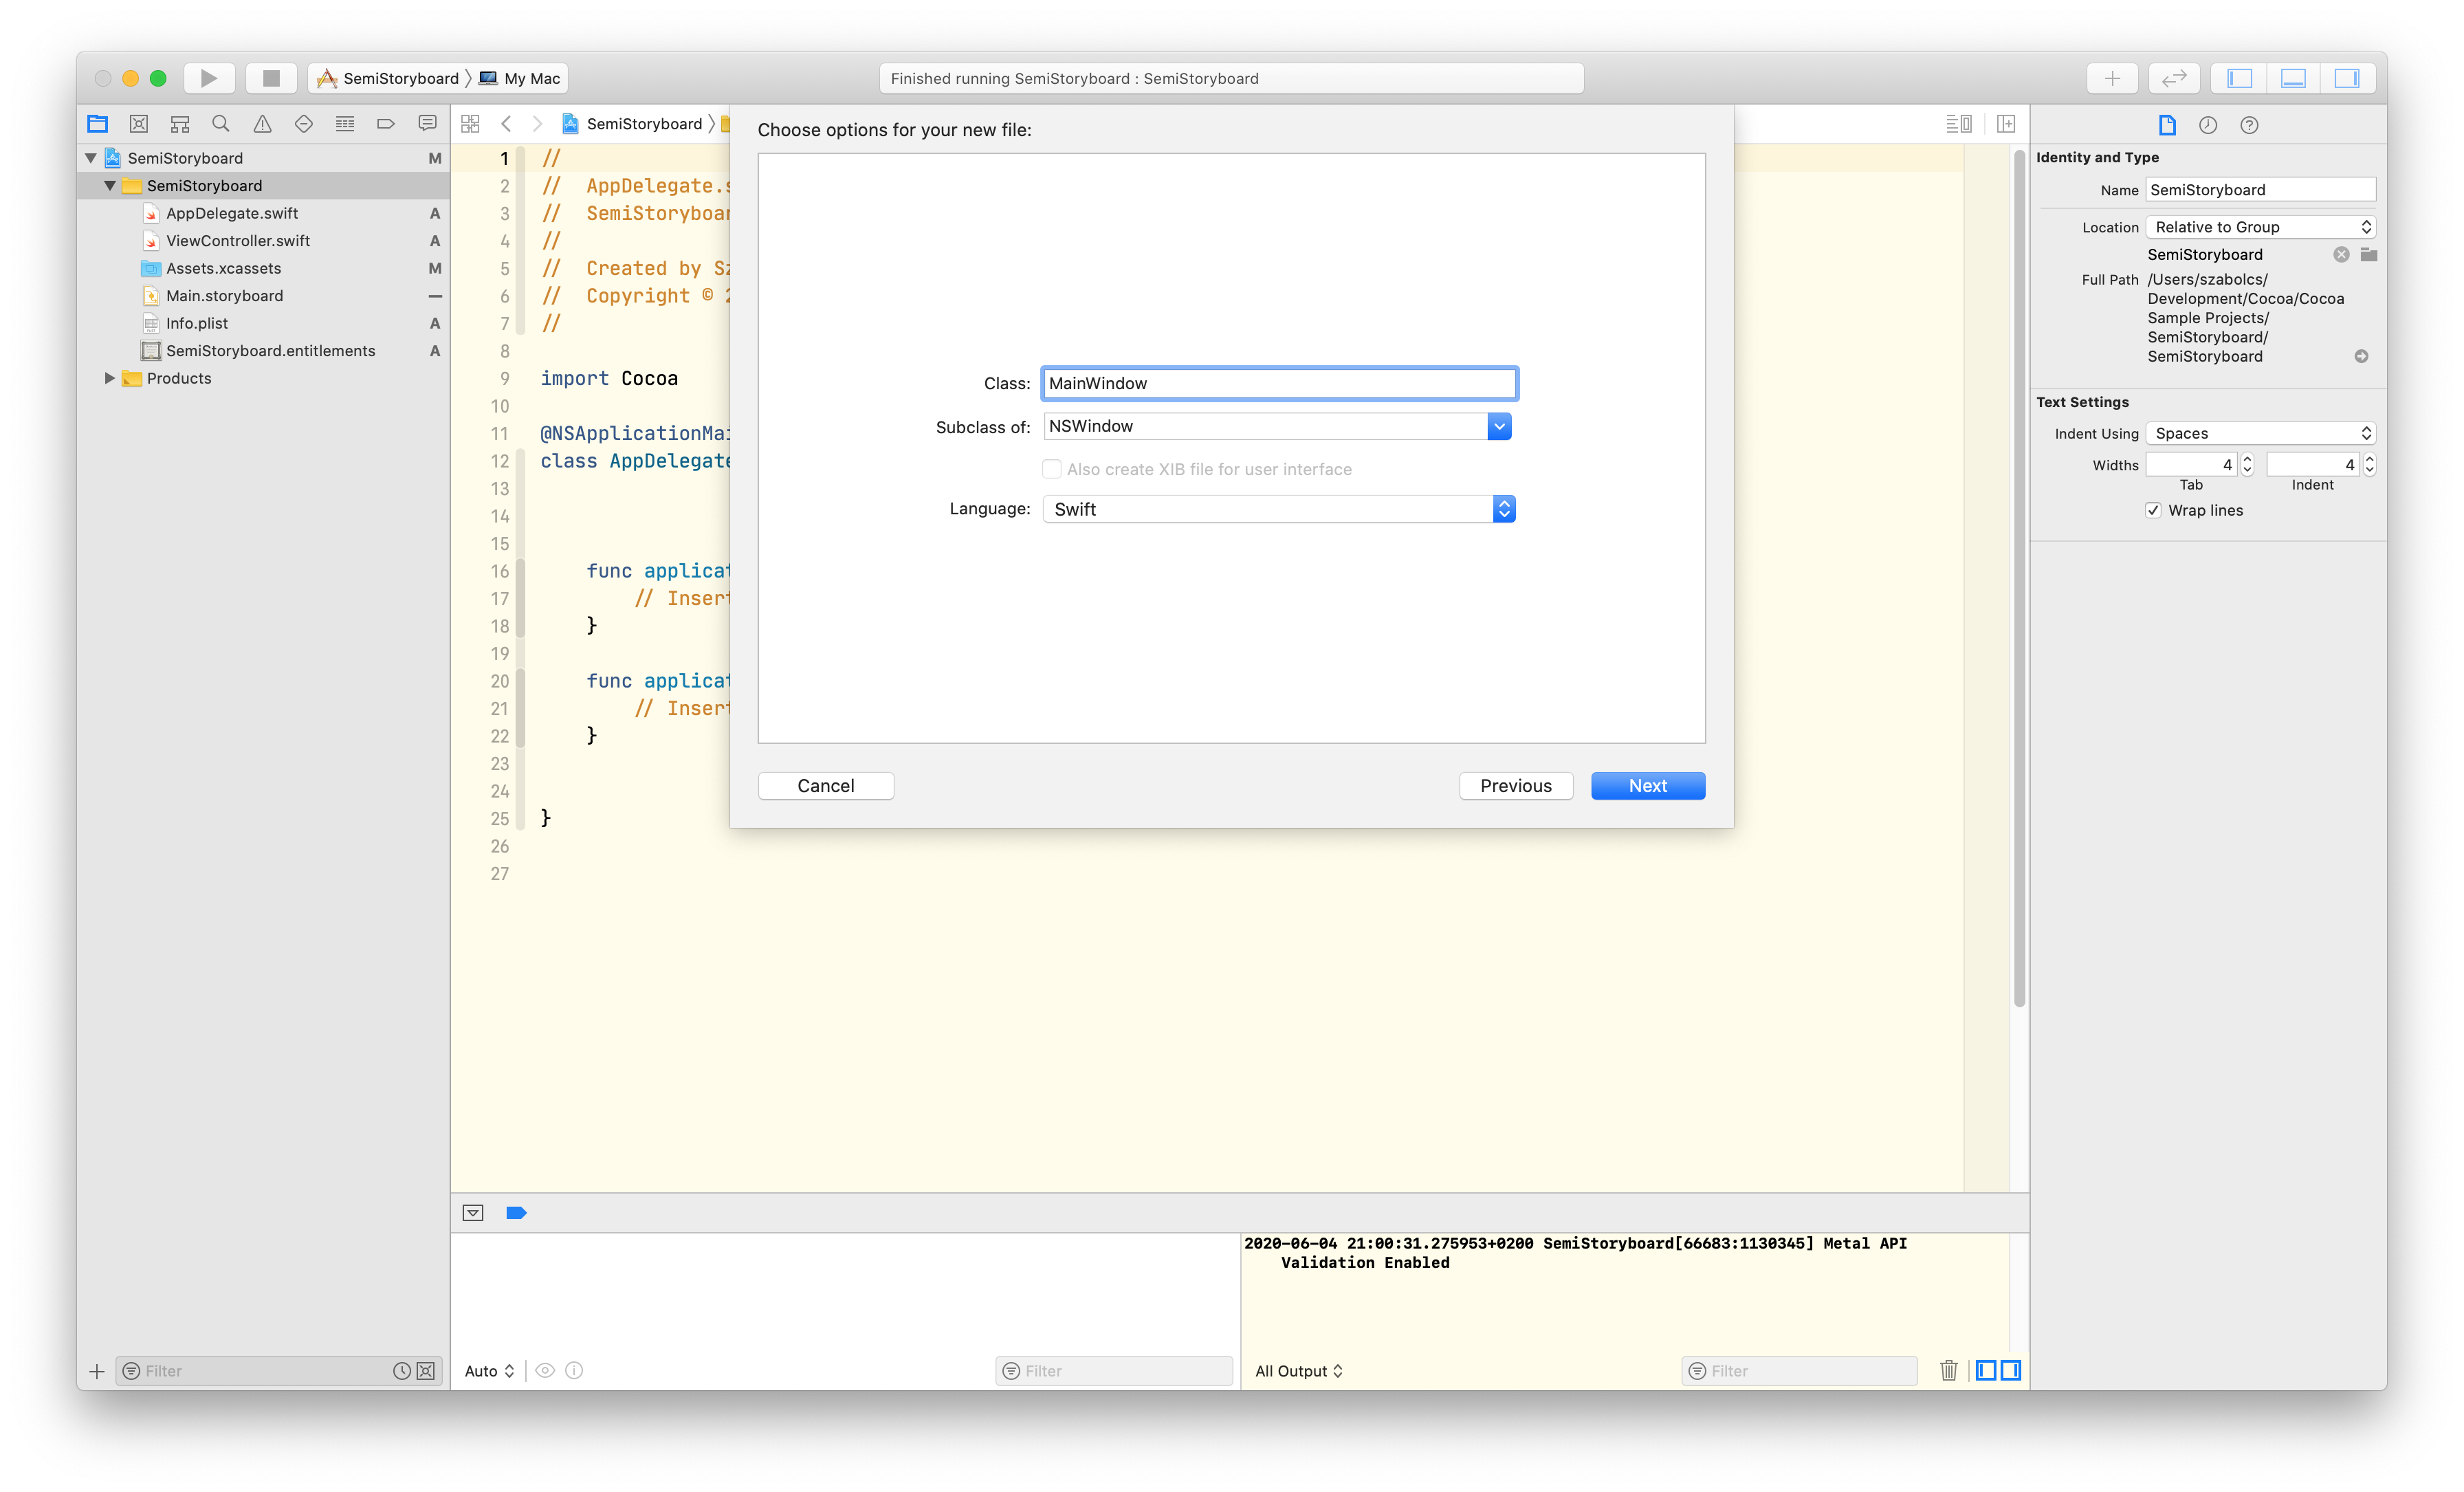 SemiStoryboard 〉 My Mac
Finished running SemiStoryboard : SemiStoryboard
SemiStoryboard M
SemiStoryboard
AppDelegate.swift A
ViewController.swift A
Assets.xcassets M
Main.storyboard —
Info.plist A
SemiStoryboard.entitlements A
Products
Filter
SemiStoryboard 〉
1 //
2 // AppDelegate.s
3 // SemiStoryboar
4 //
5 // Created by Sz
6 // Copyright © 2
7 //
8
9 import Cocoa
10
11 @NSApplicationMai
12 class AppDelegate
13
14
15
16 func applicat
17 // Insert
18 }
19
20 func applicat
21 // Insert
22 }
23
24
25 }
26
27
Choose options for your new file:
Class: MainWindow
Subclass of: NSWindow
Also create XIB file for user interface
Language: Swift
Cancel Previous Next
2020-06-04 21:00:31.275953+0200 SemiStoryboard[66683:1130345] Metal API
Validation Enabled
Auto Filter
All Output Filter
Identity and Type
Name SemiStoryboard
Location Relative to Group
SemiStoryboard
Full Path /Users/szabolcs/
Development/Cocoa/Cocoa
Sample Projects/
SemiStoryboard/
SemiStoryboard
Text Settings
Indent Using Spaces
Widths 4 4
Tab Indent
Wrap lines